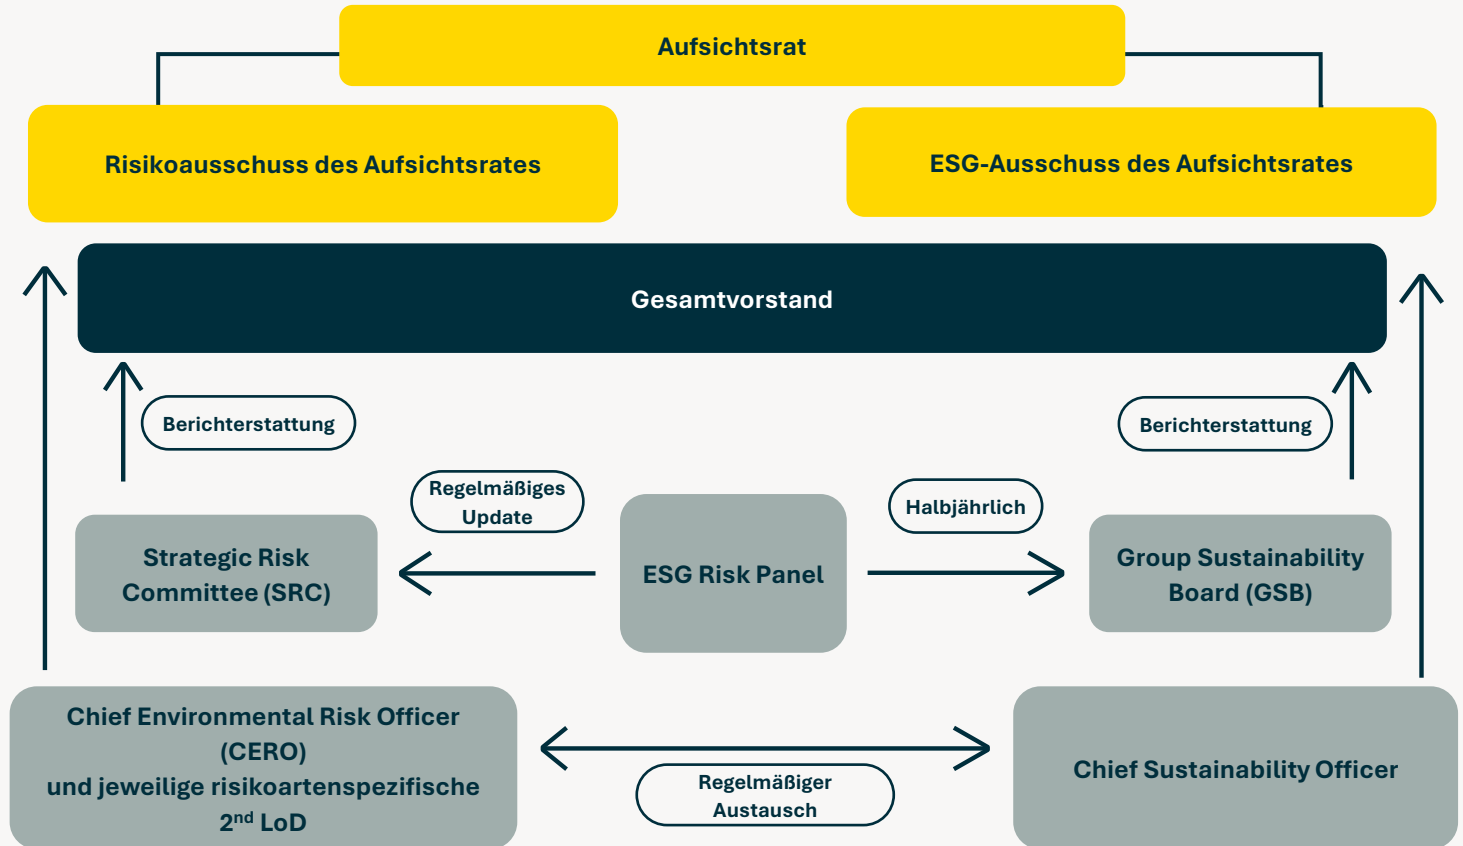 Aufsichtsrat
Risikoausschuss des Aufsichtsrates
ESG-Ausschuss des Aufsichtsrates
Gesamtvorstand
Berichterstattung
Berichterstattung
Regelmäßiges
Update
Halbjährlich
Strategic Risk
Committee (SRC)
ESG Risk Panel
Group Sustainability
Board (GSB)
Chief Environmental Risk Officer
(CERO)
und jeweilige risikoartenspezifische
2nd LoD
Regelmäßiger
Austausch
Chief Sustainability Officer